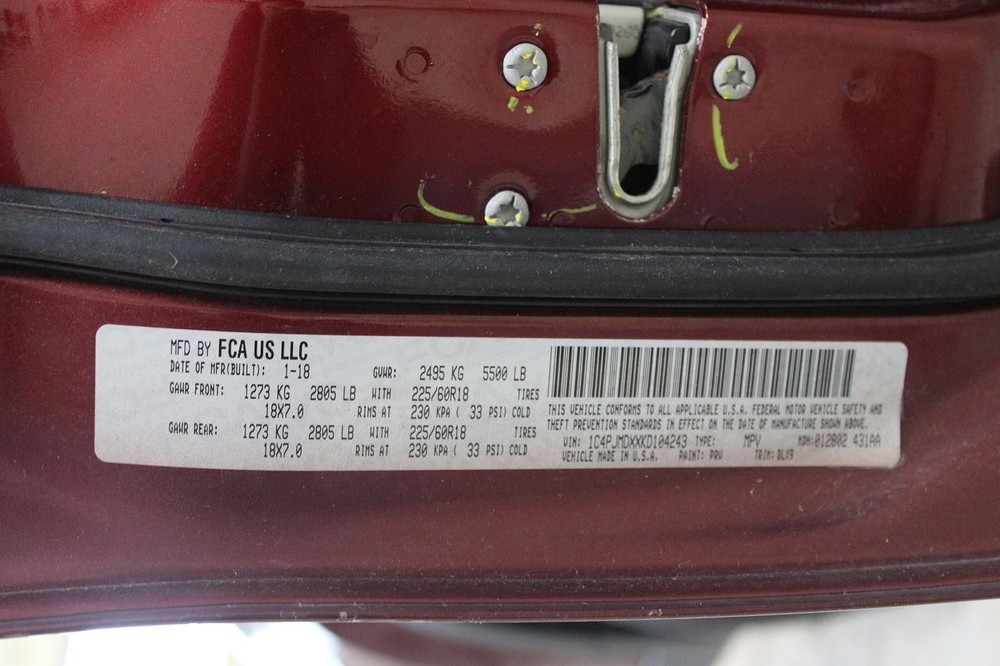 MFD BY FCA US LLC
DATE OF MFR(BUILT): 1-18 GVWR: 2495 KG 5500 LB
GAWR FRONT: 1273 KG 2805 LB WITH 225/60R18 TIRES
18X7.0 RIMS AT 230 KPA ( 33 PSI) COLD
GAWR REAR: 1273 KG 2805 LB WITH 225/60R18 TIRES
18X7.0 RIMS AT 230 KPA ( 33 PSI) COLD
THIS VEHICLE CONFORMS TO ALL APPLICABLE U.S.A. FEDERAL MOTOR VEHICLE SAFETY AND
THEFT PREVENTION STANDARDS IN EFFECT ON THE DATE OF MANUFACTURE SHOWN ABOVE.
VIN: 1C4PJMDXXKD104243 TYPE: MPV MDH:012802 431AA
VEHICLE MADE IN U.S.A. PAINT: PRV TRIM:DLX9